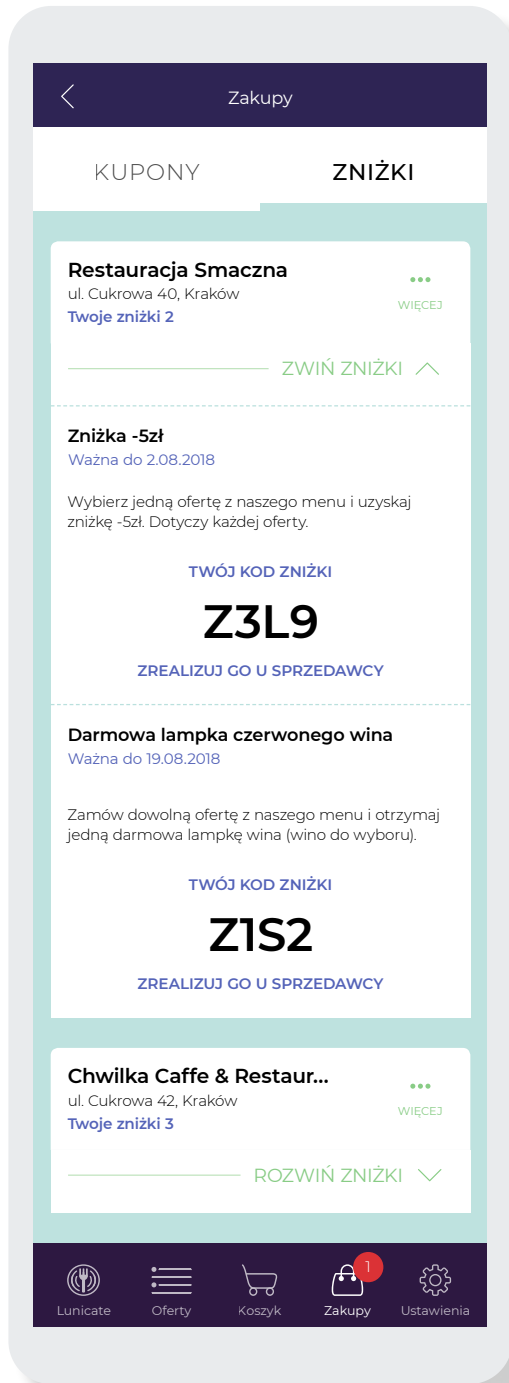 Zakupy
KUPONY
ZNIŻKI
Restauracja Smaczna
ul. Cukrowa 40, Kraków
Twoje zniżki 2
WIĘCEJ
ZWIŃ ZNIŻKI
Zniżka -5zł
Ważna do 2.08.2018
Wybierz jedną ofertę z naszego menu i uzyskaj
zniżkę -5zł. Dotyczy każdej oferty.
TWÓJ KOD ZNIŻKI
Z3L9
ZREALIZUJ GO U SPRZEDAWCY
Darmowa lampka czerwonego wina
Ważna do 19.08.2018
Zamów dowolną ofertę z naszego menu i otrzymaj
jedną darmowa lampkę wina (wino do wyboru).
TWÓJ KOD ZNIŻKI
Z1S2
ZREALIZUJ GO U SPRZEDAWCY
Chwilka Caffe & Restaur...
ul. Cukrowa 42, Kraków
Twoje zniżki 3
WIĘCEJ
ROZWIŃ ZNIŻKI
1
Lunicate
Oferty
Koszyk
Zakupy
Ustawienia